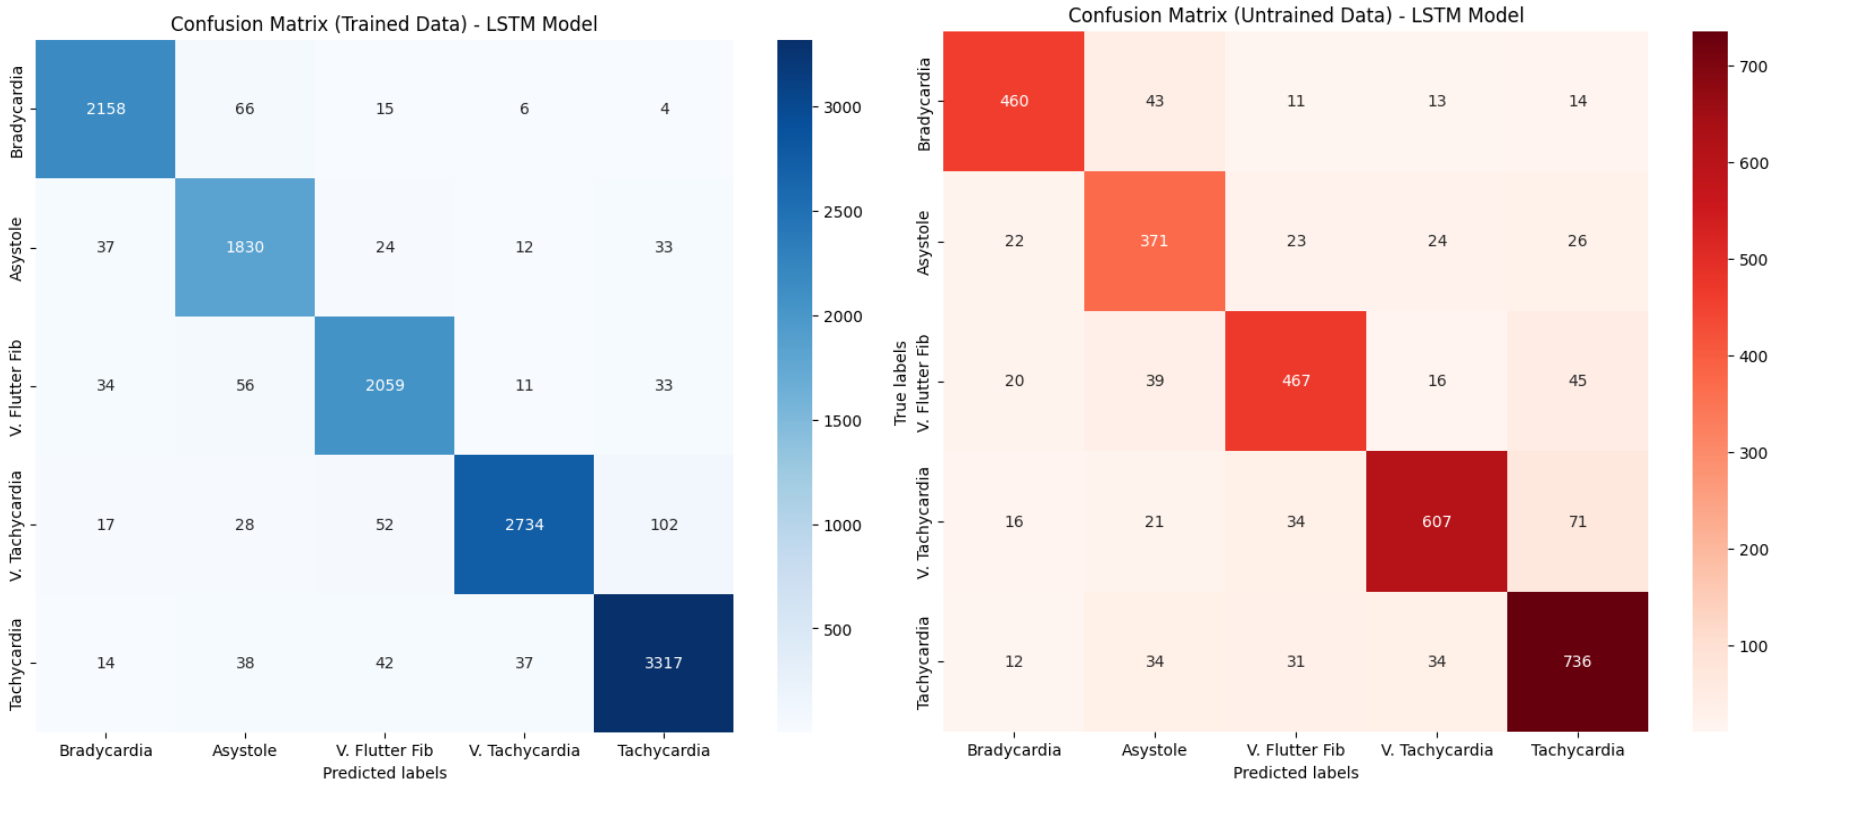 Confusion Matrix (Trained Data) - LSTM Model
Bradycardia
2158 66 15 6 4
Asystole
37 1830 24 12 33
V. Flutter Fib
34 56 2059 11 33
V. Tachycardia
17 28 52 2734 102
Tachycardia
14 38 42 37 3317
Bradycardia Asystole V. Flutter Fib V. Tachycardia Tachycardia
Predicted labels
3000
2500
2000
1500
1000
500
Confusion Matrix (Untrained Data) - LSTM Model
True labels
Bradycardia
460 43 11 13 14
Asystole
22 371 23 24 26
V. Flutter Fib
20 39 467 16 45
V. Tachycardia
16 21 34 607 71
Tachycardia
12 34 31 34 736
Bradycardia Asystole V. Flutter Fib V. Tachycardia Tachycardia
Predicted labels
700
600
500
400
300
200
100